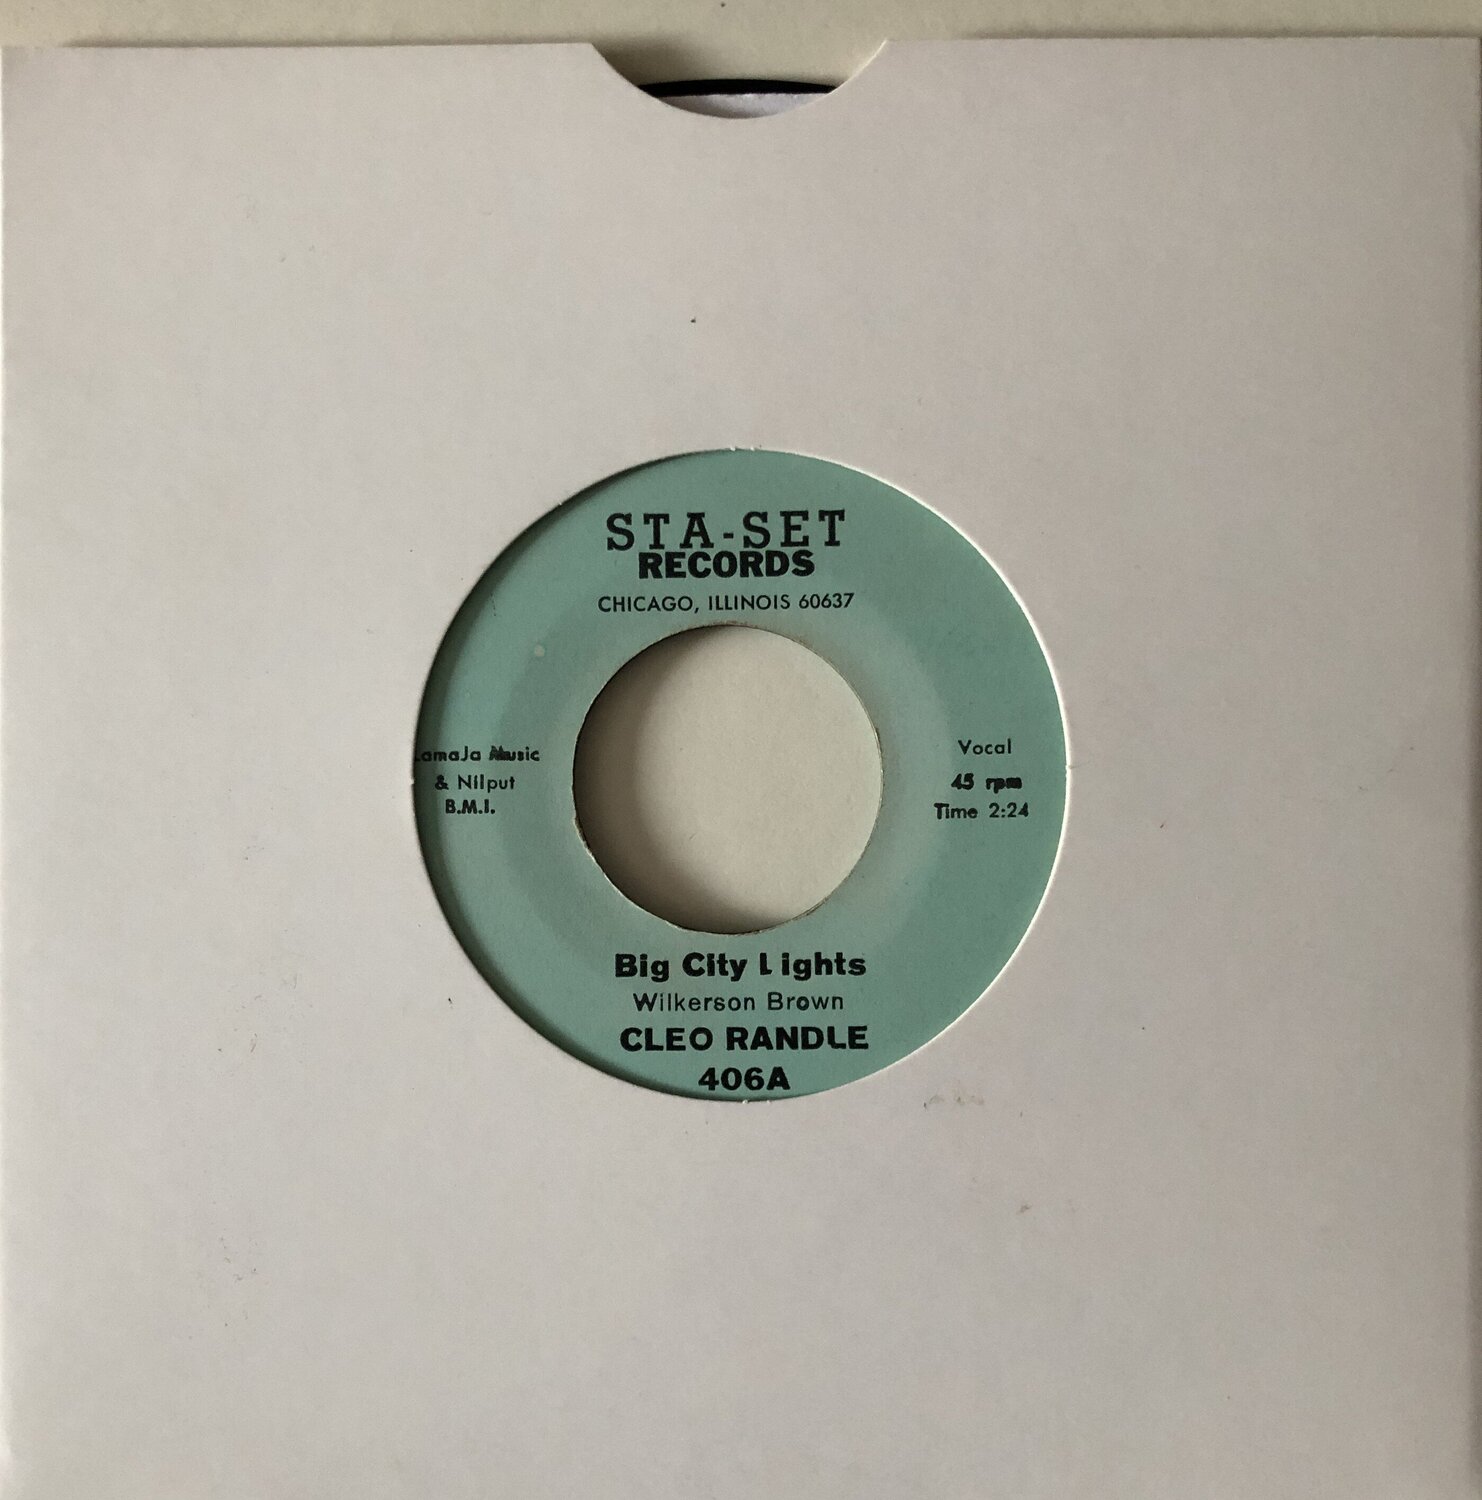 STA-SET
RECORDS
CHICAGO, ILLINOIS 60637
amaJa Music
& Nilput
B.M.I.
Vocal
45 rpm
Time 2:24
Big City Lights
Wilkerson Brown
CLEO RANDLE
406A